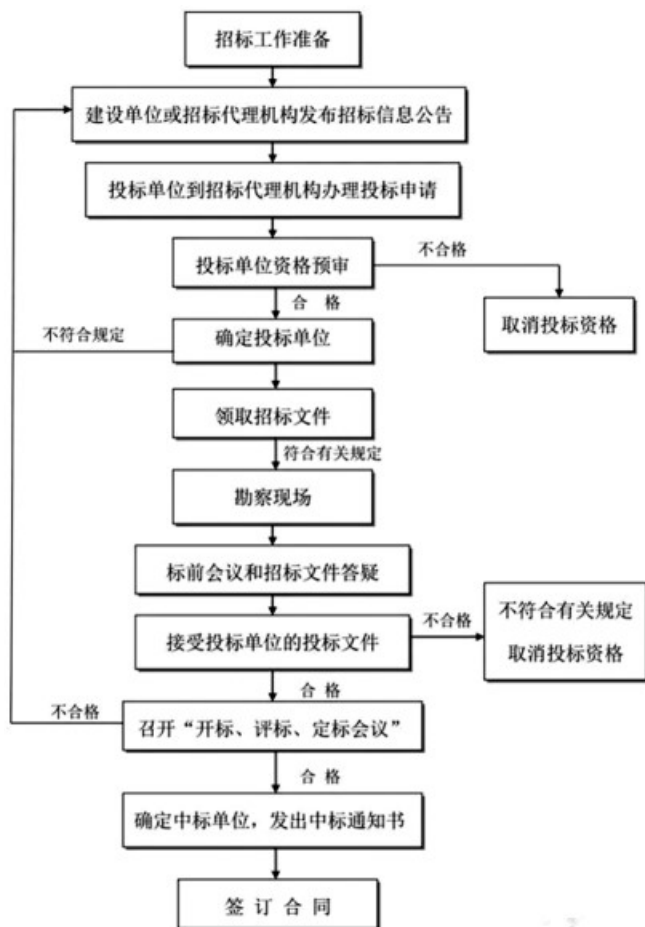 招标工作准备
建设单位或招标代理机构发布招标信息公告
投标单位到招标代理机构办理投标申请
投标单位资格预审
不合格
合 格
取消投标资格
不符合规定
确定投标单位
领取招标文件
符合有关规定
勘察现场
标前会议和招标文件答疑
不合格
不符合有关规定
取消投标资格
接受投标单位的投标文件
合 格
不合格
召开“开标、评标、定标会议”
合 格
确定中标单位，发出中标通知书
签 订 合 同